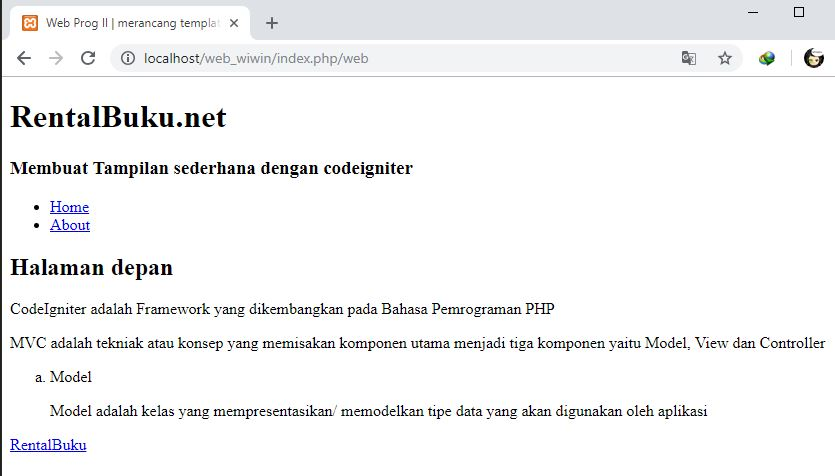 Web Prog II | merancang templat
localhost/web_wiwin/index.php/web
RentalBuku.net
Membuat Tampilan sederhana dengan codeigniter
Home
About
Halaman depan
CodeIgniter adalah Framework yang dikembangkan pada Bahasa Pemrograman PHP
MVC adalah tekniak atau konsep yang memisakan komponen utama menjadi tiga komponen yaitu Model, View dan Controller
a. Model
Model adalah kelas yang mempresentasikan/ memodelkan tipe data yang akan digunakan oleh aplikasi
RentalBuku